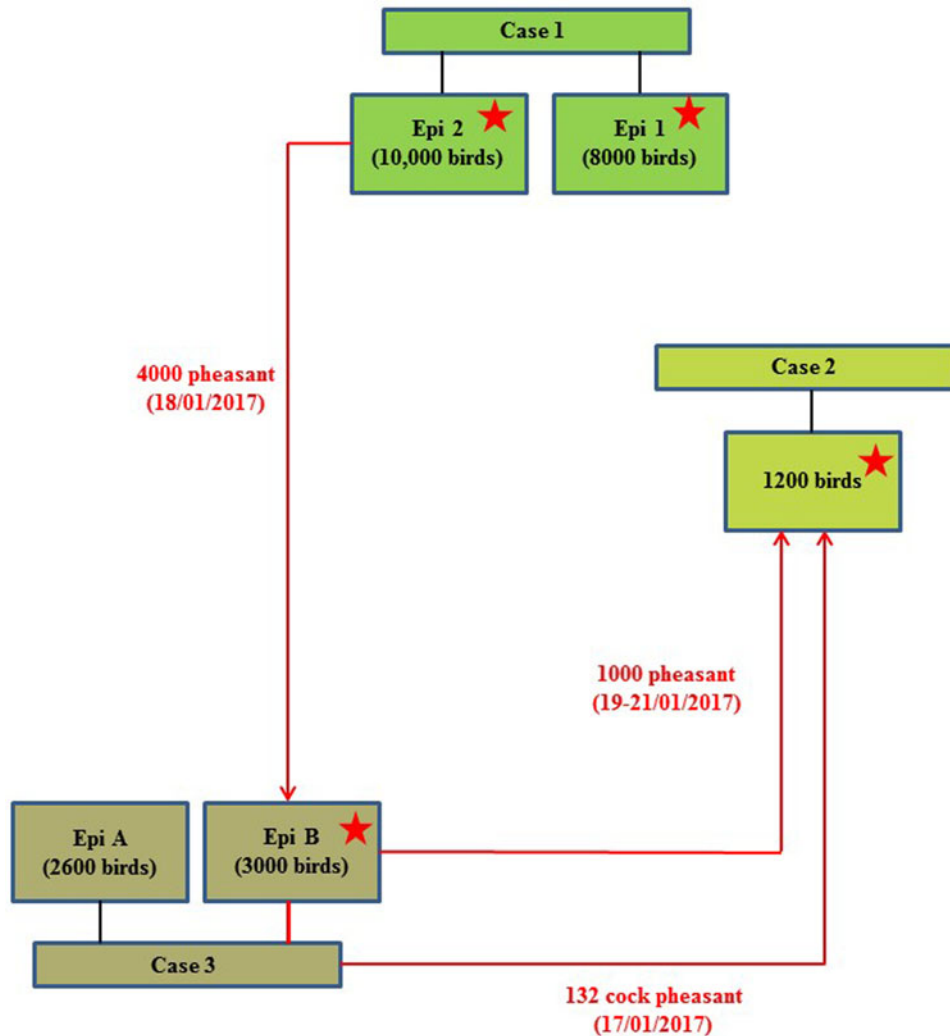 Case 1
Epi 2
(10,000 birds)
Epi 1
(8000 birds)
4000 pheasant
(18/01/2017)
Case 2
1200 birds
1000 pheasant
(19-21/01/2017)
Epi A
(2600 birds)
Epi B
(3000 birds)
Case 3
132 cock pheasant
(17/01/2017)